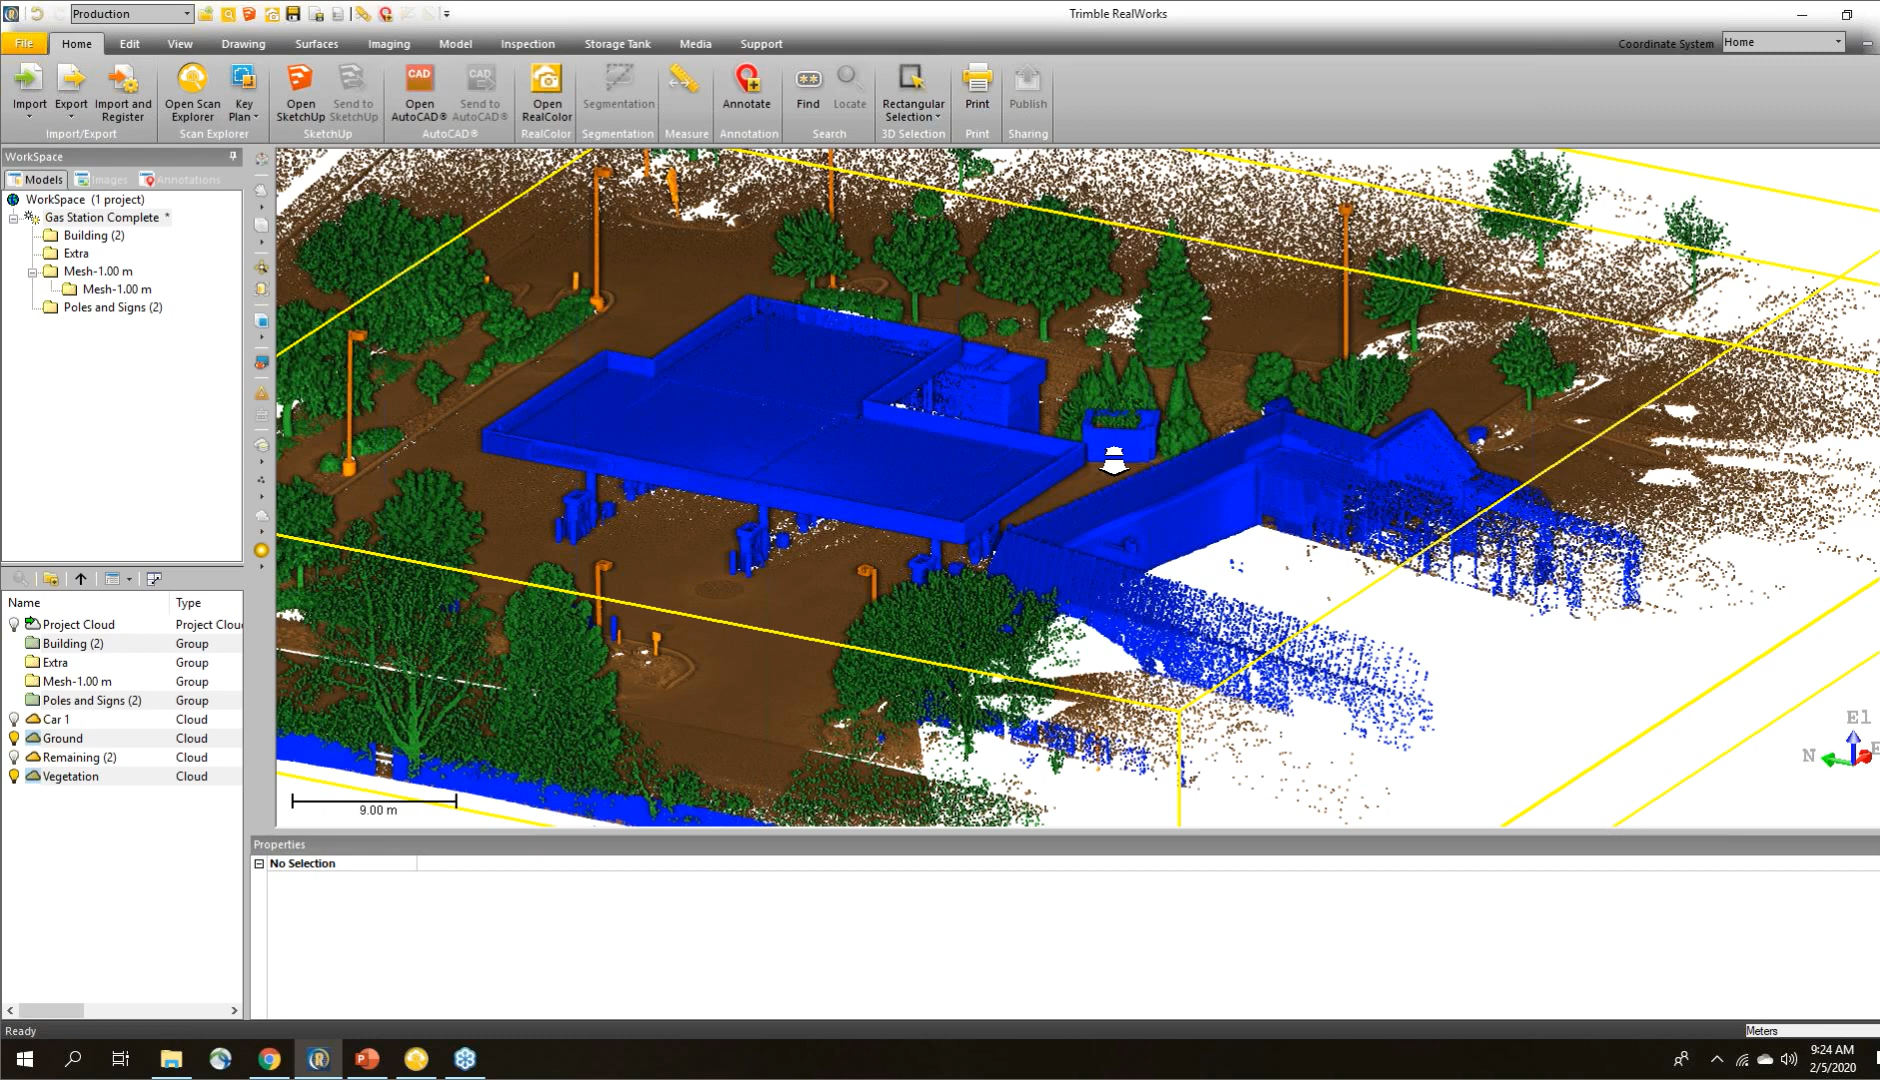 Production
Trimble RealWorks
File Home Edit View Drawing Surfaces Imaging Model Inspection Storage Tank Media Support
Coordinate System Home
Import Export Import and Register Open Scan Explorer Key Plan Open SketchUp Send to SketchUp CAD Open AutoCAD® CAD Send to AutoCAD® Open RealColor Segmentation Annotate Find Locate Rectangular Selection Print Publish
Import/Export Scan Explorer SketchUp AutoCAD® RealColor Segmentation Measure Annotation Search 3D Selection Print Sharing
WorkSpace
Models Images Annotations
WorkSpace (1 project)
Gas Station Complete *
Building (2)
Extra
Mesh-1.00 m
Mesh-1.00 m
Poles and Signs (2)
Name Type
Project Cloud Project Clou
Building (2) Group
Extra Group
Mesh-1.00 m Group
Poles and Signs (2) Group
Car 1 Cloud
Ground Cloud
Remaining (2) Cloud
Vegetation Cloud
El
N E
9.00 m
Properties
No Selection
Ready
Meters
9:24 AM
2/5/2020